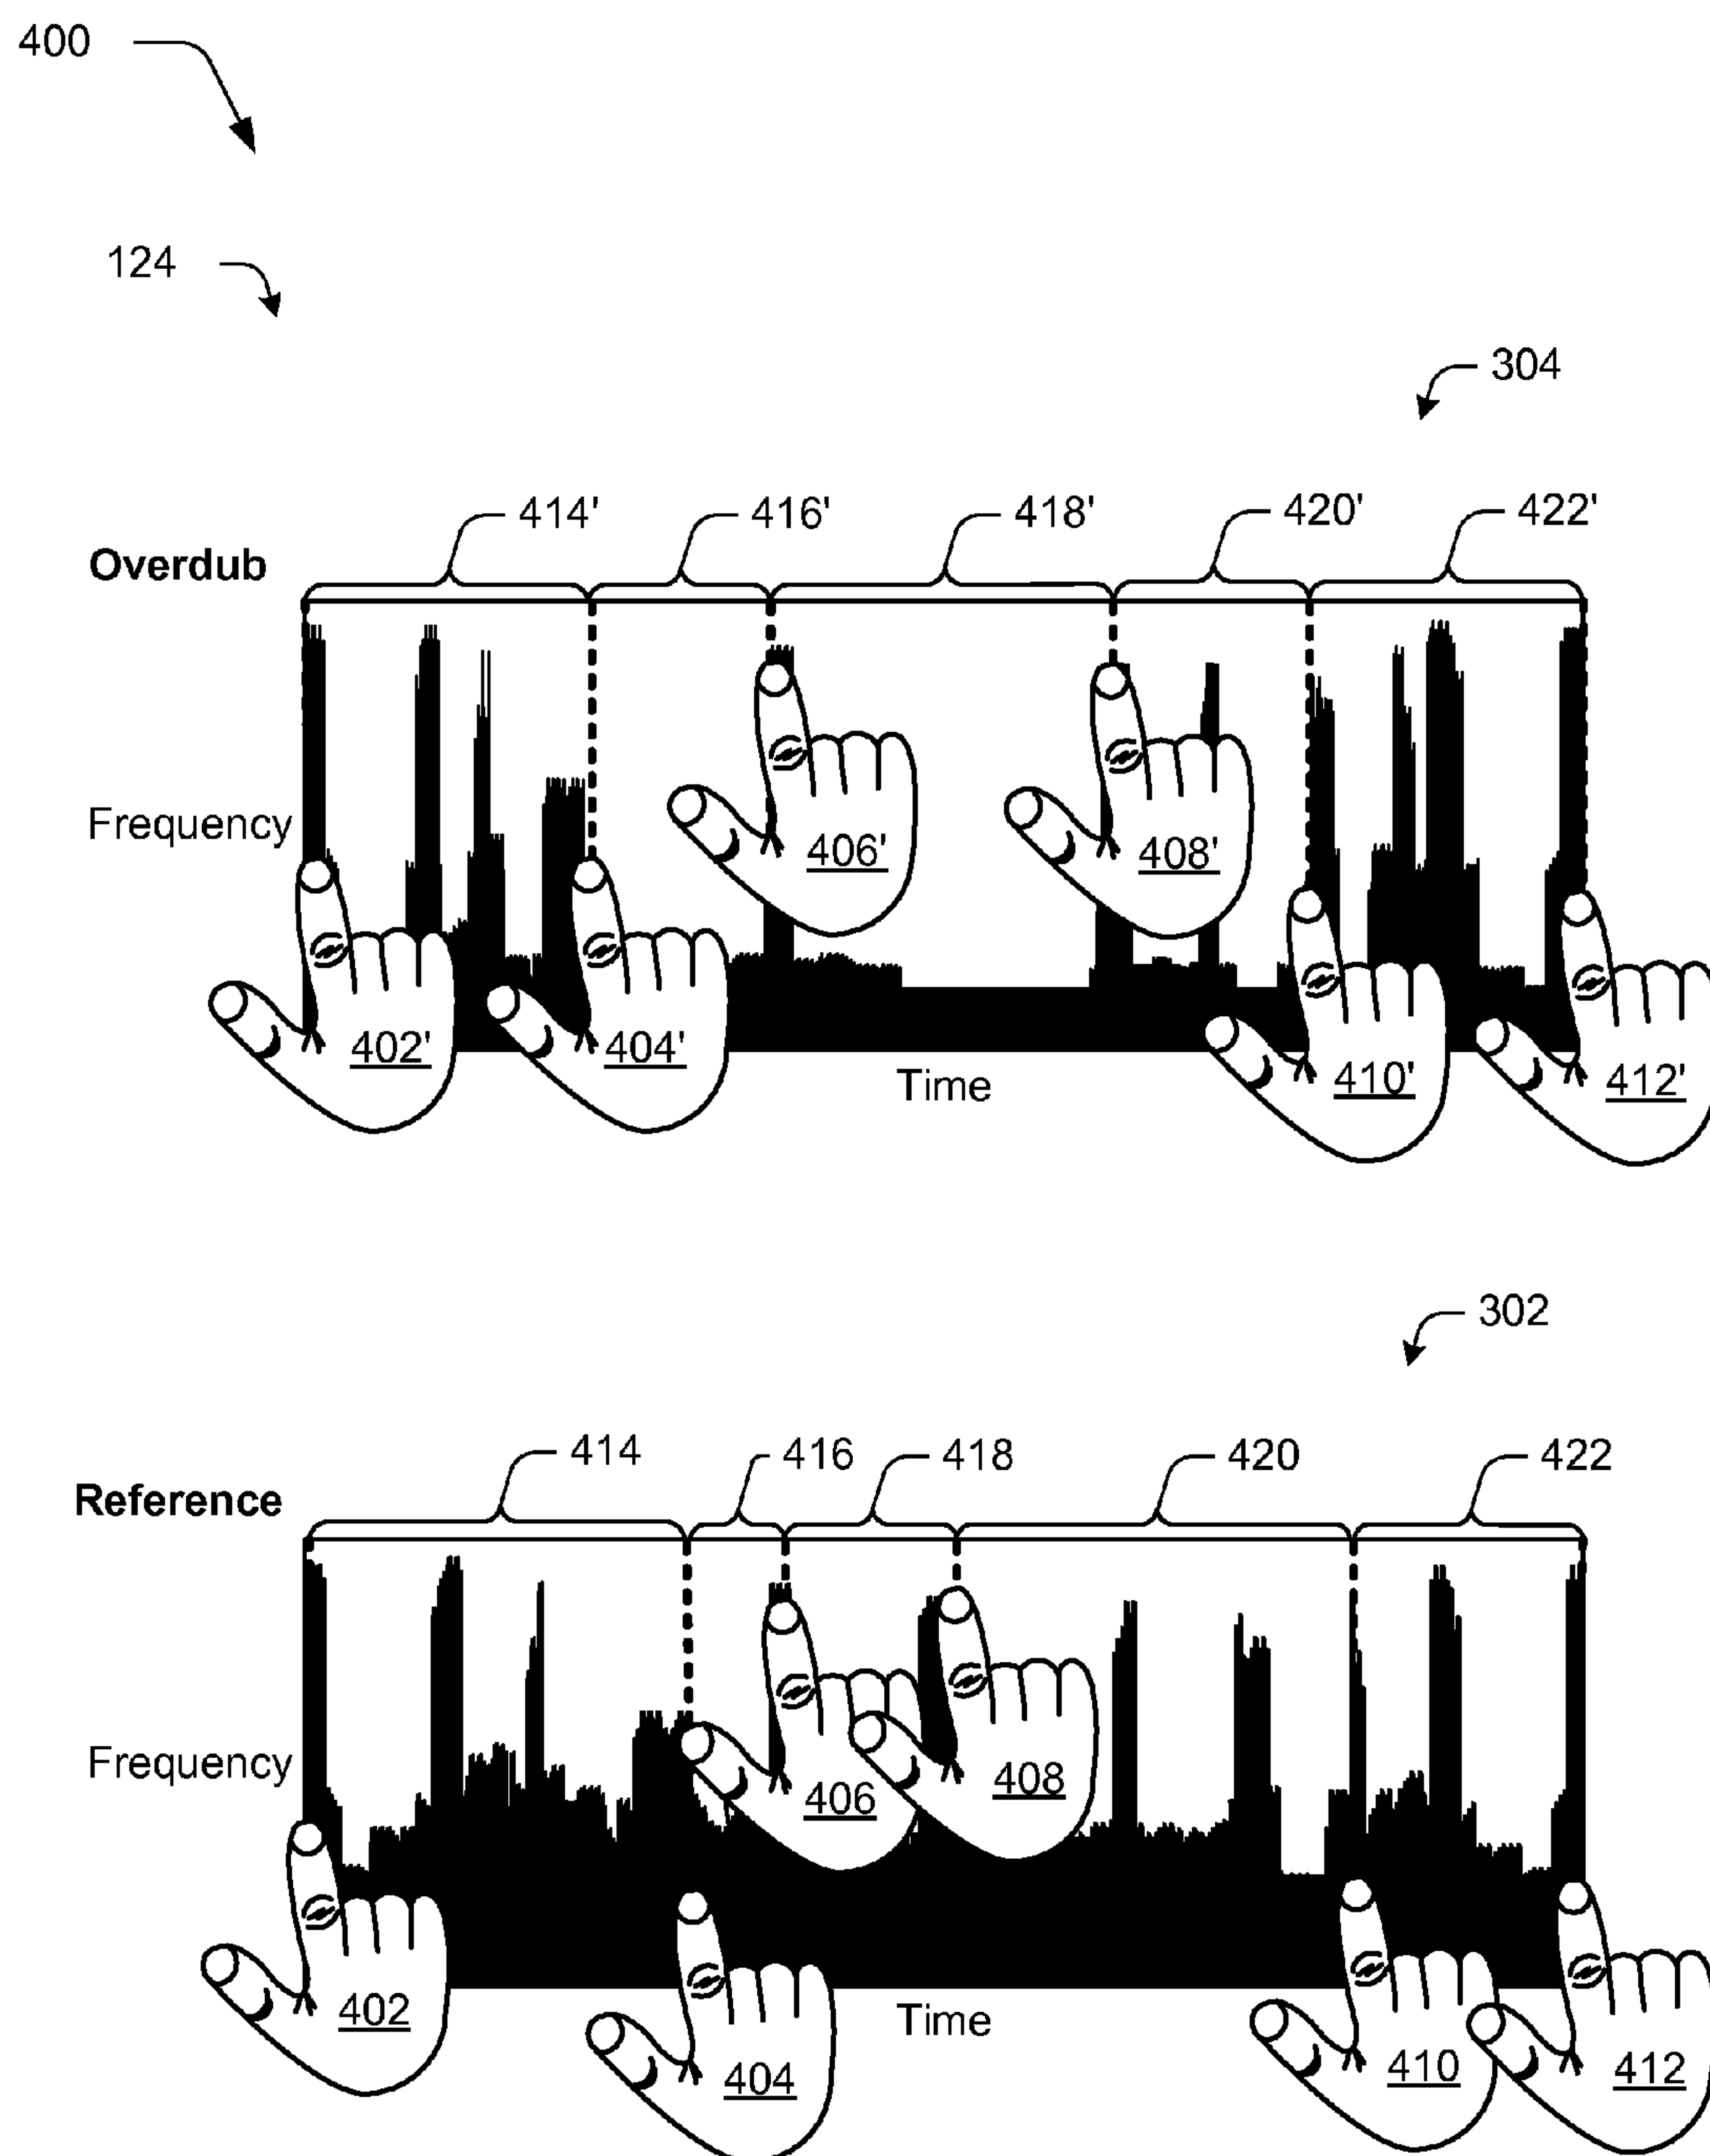 400
124
304
414' 416' 418' 420' 422'
Overdub
Frequency
406' 408'
402' 404' 410' 412'
Time
302
414 416 418 420 422
Reference
Frequency
406 408
402 404 410 412
Time